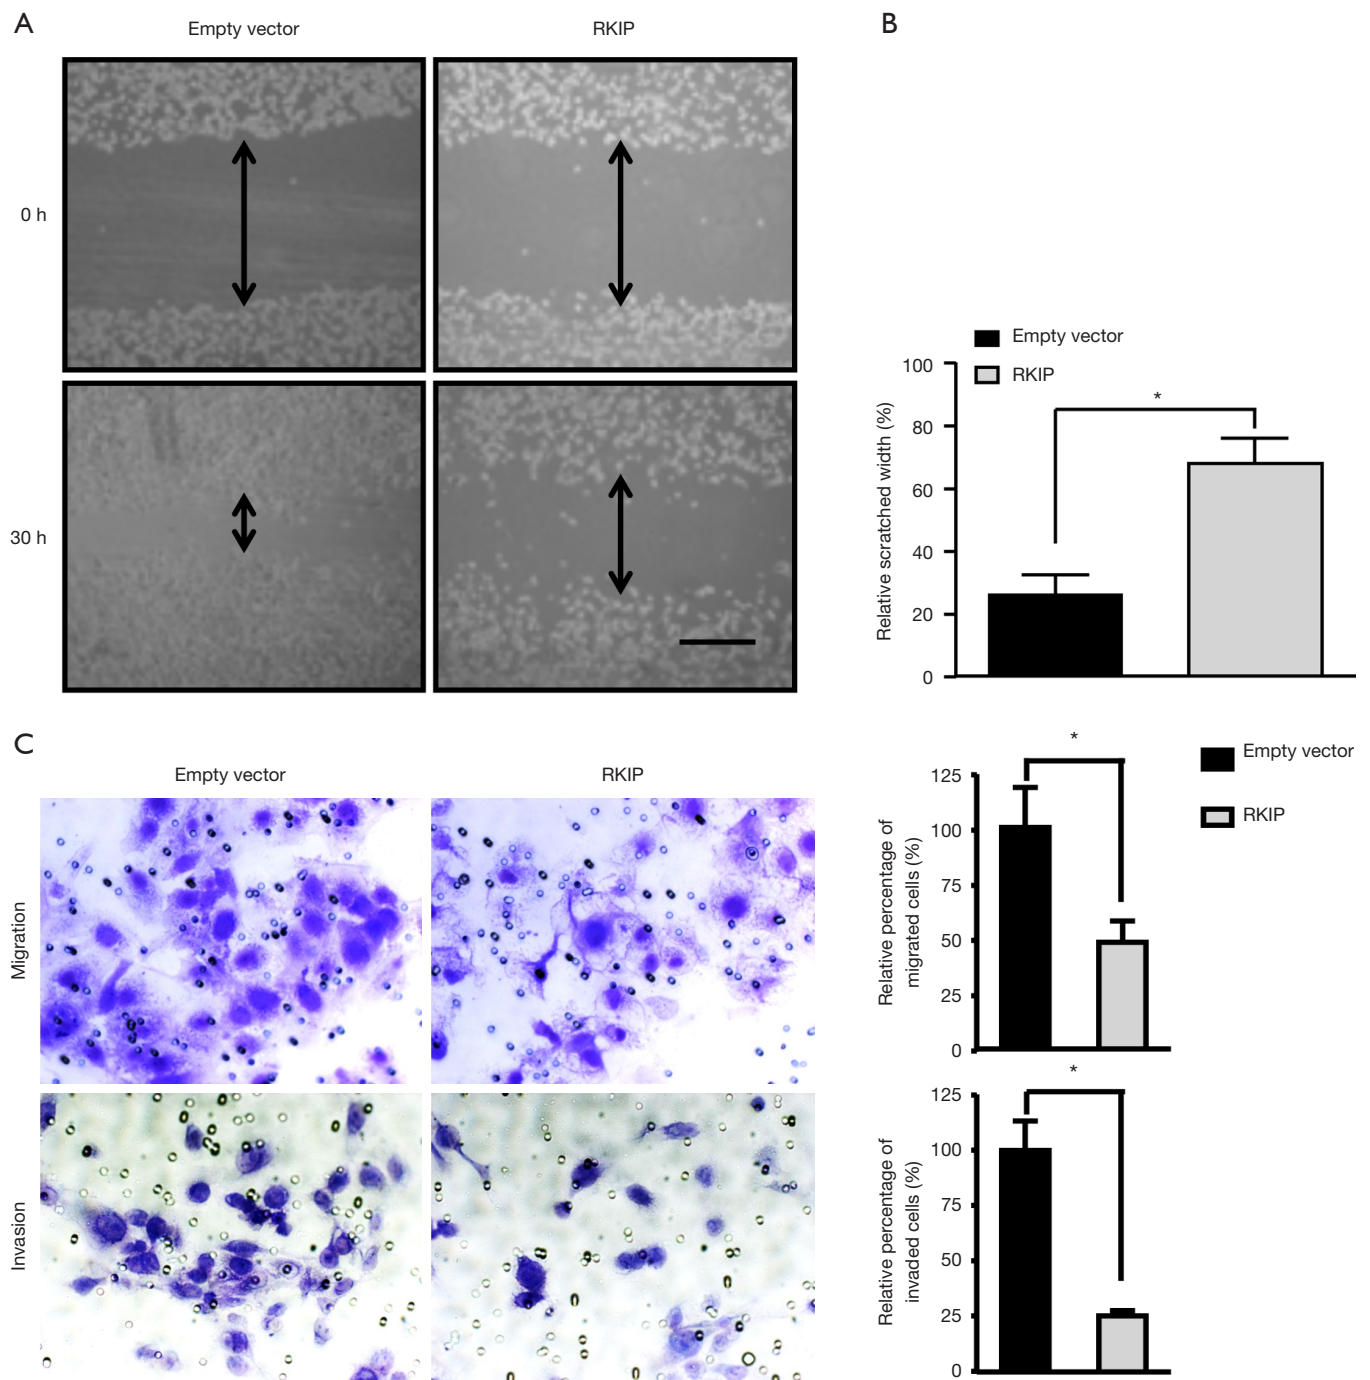 A
Empty vector
RKIP
0 h
30 h
B
Empty vector
RKIP
Relative scratched width (%)
100
80
60
40
20
0
*
C
Empty vector
RKIP
Migration
Invasion
Empty vector
RKIP
Relative percentage of
migrated cells (%)
125
100
75
50
25
0
*
Relative percentage of
invaded cells (%)
125
100
75
50
25
0
*